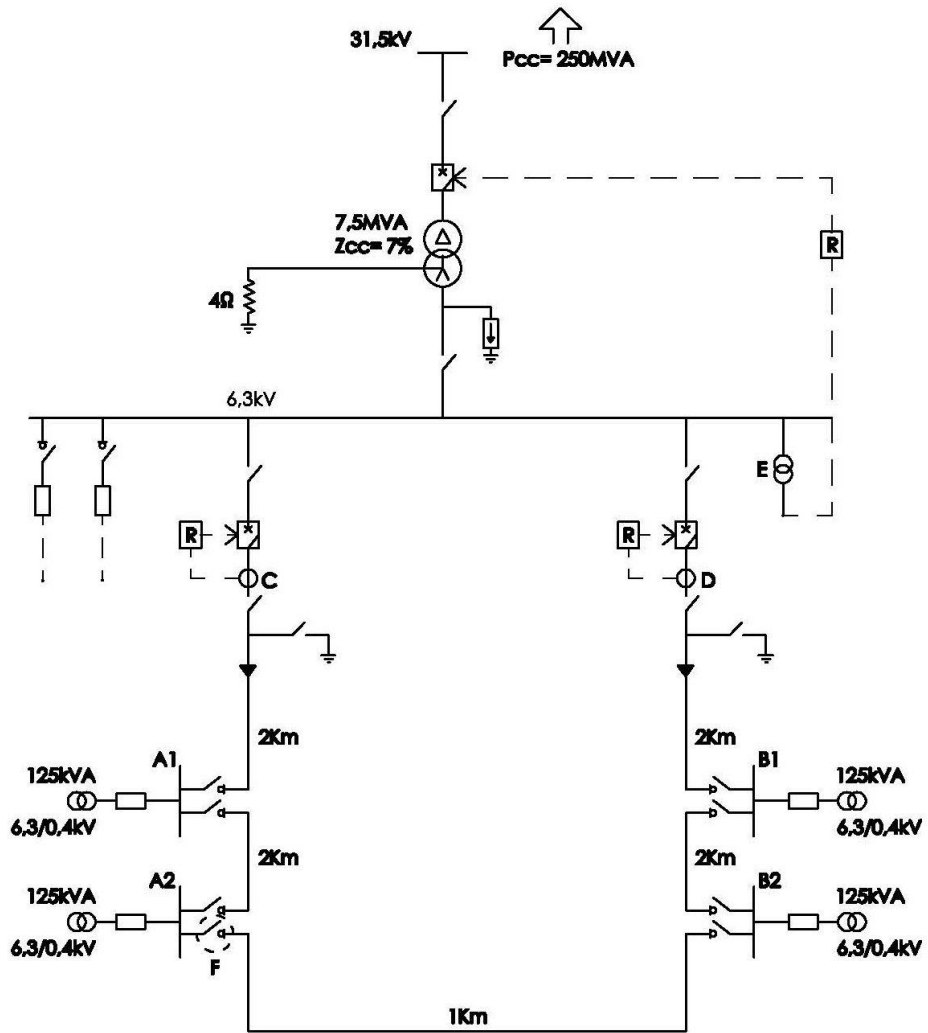 31,5kV
Pcc= 250MVA
7,5MVA
Zcc= 7%
R
4Ω
6,3kV
E
R
R
C
D
2Km
2Km
A1
B1
125kVA
125kVA
6,3/0,4kV
6,3/0,4kV
2Km
2Km
A2
B2
125kVA
125kVA
6,3/0,4kV
6,3/0,4kV
F
1Km